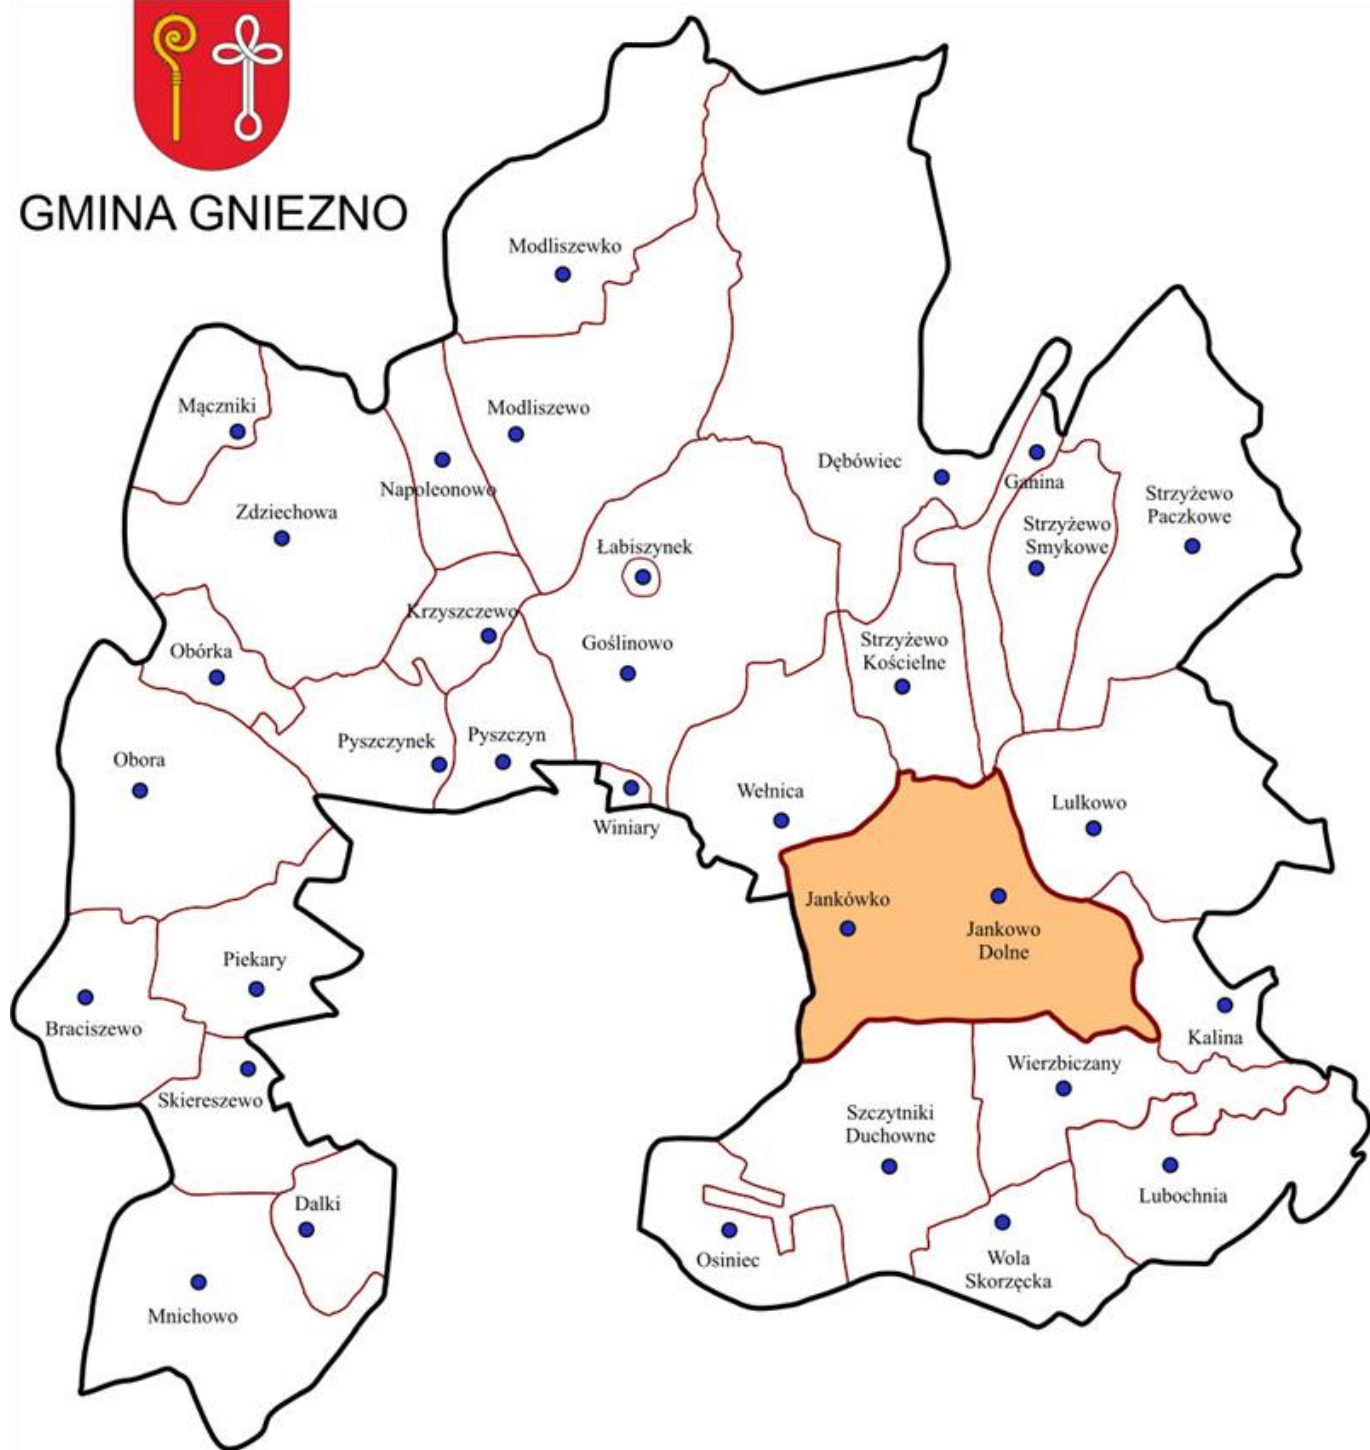 GMINA GNIEZNO
Modliszewko
Mączniki
Modliszewo
Napoleonowo
Dębówiec
Ganina
Strzyżewo
Paczkowe
Zdziechowa
Strzyżewo
Smykowe
Łabiszynek
Krzyszczewo
Obórka
Goślinowo
Strzyżewo
Kościelne
Pyszczynek
Pyszczyn
Obora
Wełnica
Lulkowo
Winiary
Jankówko
Jankowo
Dolne
Piekary
Braciszewo
Kalina
Wierzbiczany
Skiereszewo
Szczytniki
Duchowne
Dalki
Lubochnia
Osiniec
Wola
Skorzęcka
Mnichowo